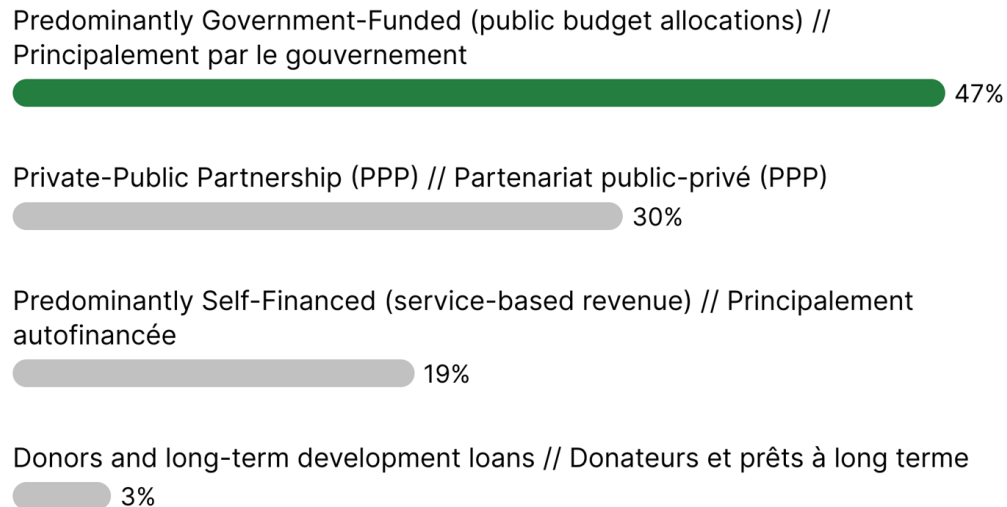 Predominantly Government-Funded (public budget allocations) //
Principalement par le gouvernement
47%
Private-Public Partnership (PPP) // Partenariat public-privé (PPP)
30%
Predominantly Self-Financed (service-based revenue) // Principalement
autofinancée
19%
Donors and long-term development loans // Donateurs et prêts à long terme
3%